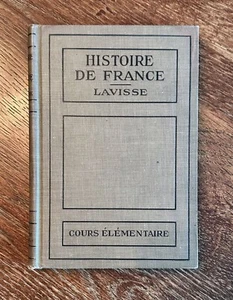 HISTOIRE
DE FRANCE
LAVISSE
COURS ÉLÉMENTAIRE